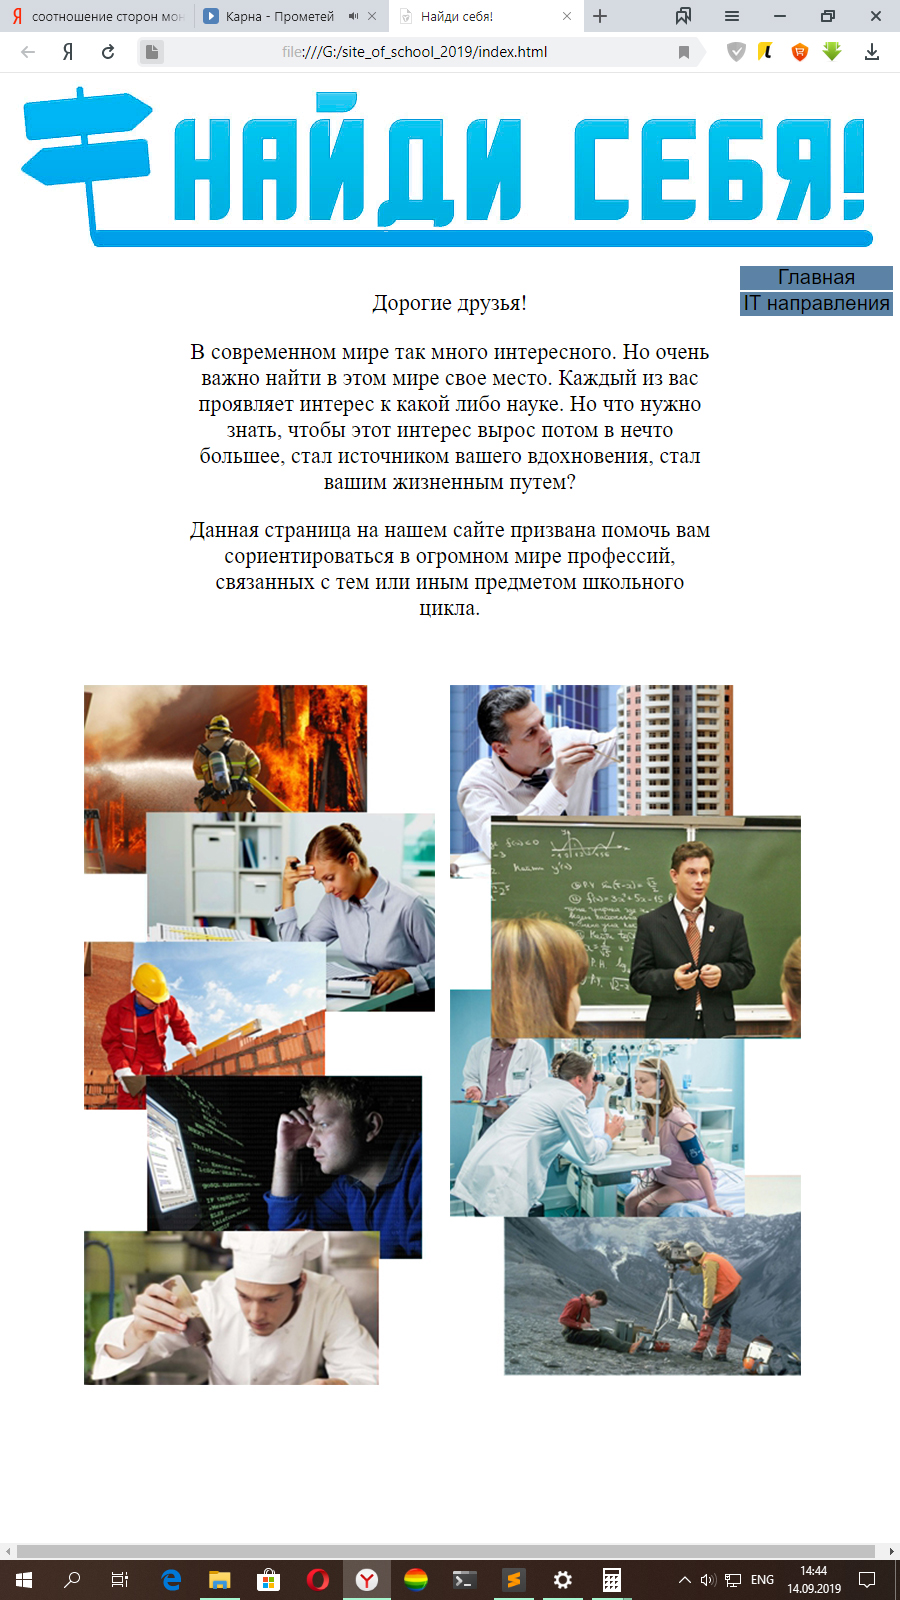 соотношение сторон мон
Карна - Прометей
Найди себя!
file:///G:/site_of_school_2019/index.html
НАЙДИ СЕБЯ!
Главная
IT направления
Дорогие друзья!
В современном мире так много интересного. Но очень
важно найти в этом мире свое место. Каждый из вас
проявляет интерес к какой либо науке. Но что нужно
знать, чтобы этот интерес вырос потом в нечто
большее, стал источником вашего вдохновения, стал
вашим жизненным путем?
Данная страница на нашем сайте призвана помочь вам
сориентироваться в огромном мире профессий,
связанных с тем или иным предметом школьного
цикла.
ENG
14:44
14.09.2019